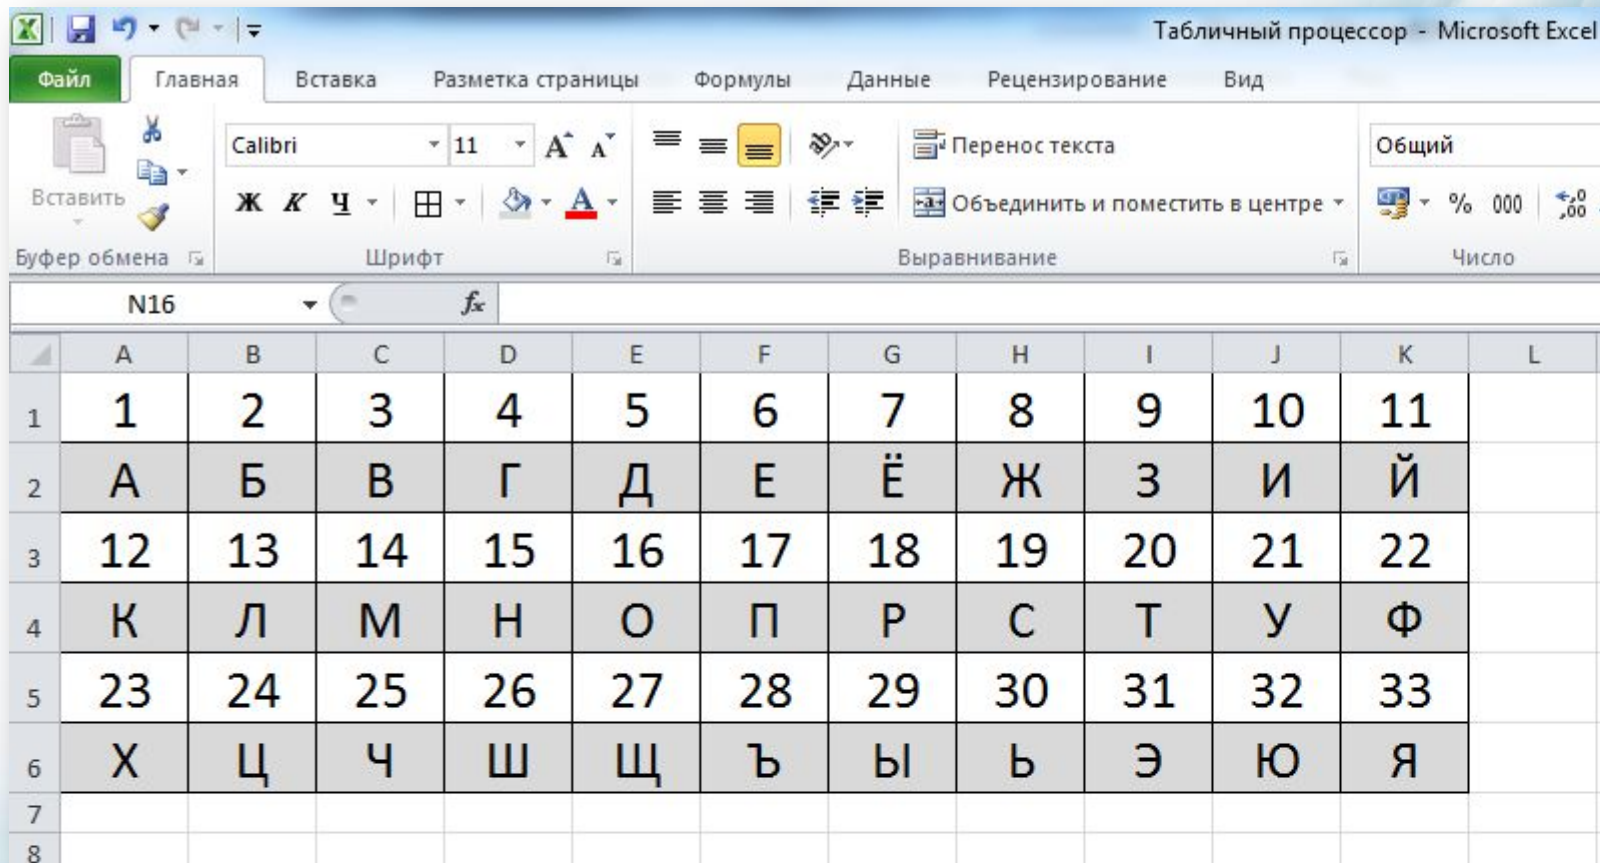 Табличный процессор - Microsoft Excel
Файл Главная Вставка Разметка страницы Формулы Данные Рецензирование Вид
Calibri 11 Перенос текста Общий
Вставить Ж К Ч Объединить и поместить в центре % 000
Буфер обмена Шрифт Выравнивание Число
N16 fx
A B C D E F G H I J K L
1 1 2 3 4 5 6 7 8 9 10 11
2 А Б В Г Д Е Ё Ж З И Й
3 12 13 14 15 16 17 18 19 20 21 22
4 К Л М Н О П Р С Т У Ф
5 23 24 25 26 27 28 29 30 31 32 33
6 Х Ц Ч Ш Щ Ъ Ы Ь Э Ю Я
7
8